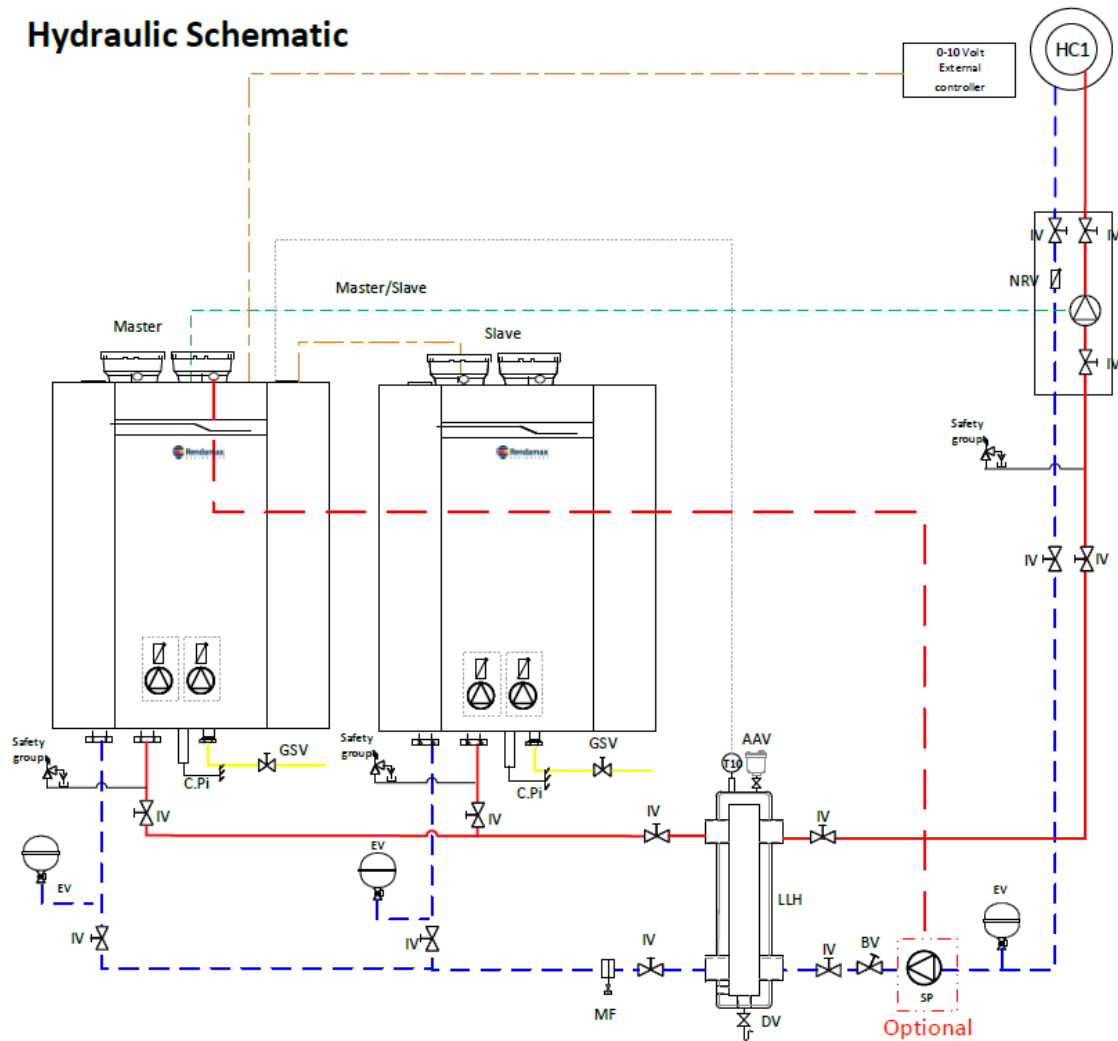 Hydraulic Schematic
0-10 Volt
External
controller
HC1
IV
IV
NRV
Master/Slave
Master
Slave
IV
Safety
group
Rendamax
Rendamax
IV
IV
Safety
group
GSV
C.Pi
Safety
group
GSV
C.Pi
T10
AAV
IV
IV
IV
IV
EV
EV
LLH
EV
IV
IV
IV
IV
BV
MF
SP
DV
Optional